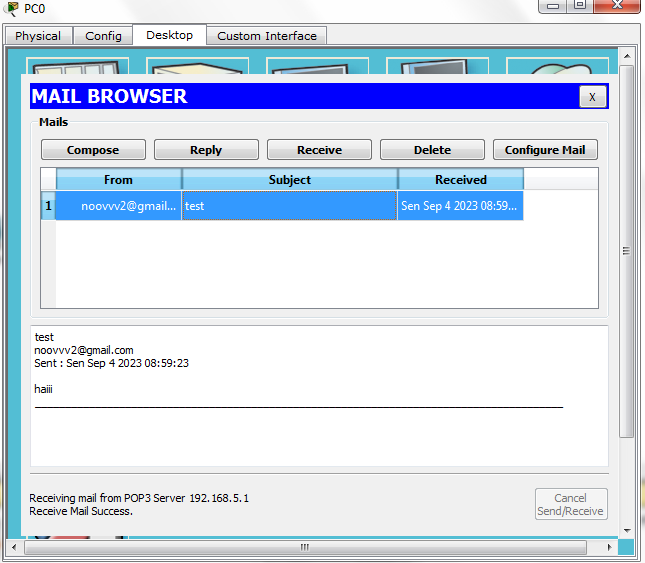 PC0
Physical Config Desktop Custom Interface
MAIL BROWSER X
Mails
Compose Reply Receive Delete Configure Mail
From Subject Received
1 noovvv2@gmail... test Sen Sep 4 2023 08:59...
test
noovvv2@gmail.com
Sent : Sen Sep 4 2023 08:59:23
haiii
Receiving mail from POP3 Server 192.168.5.1
Receive Mail Success.
Cancel
Send/Receive